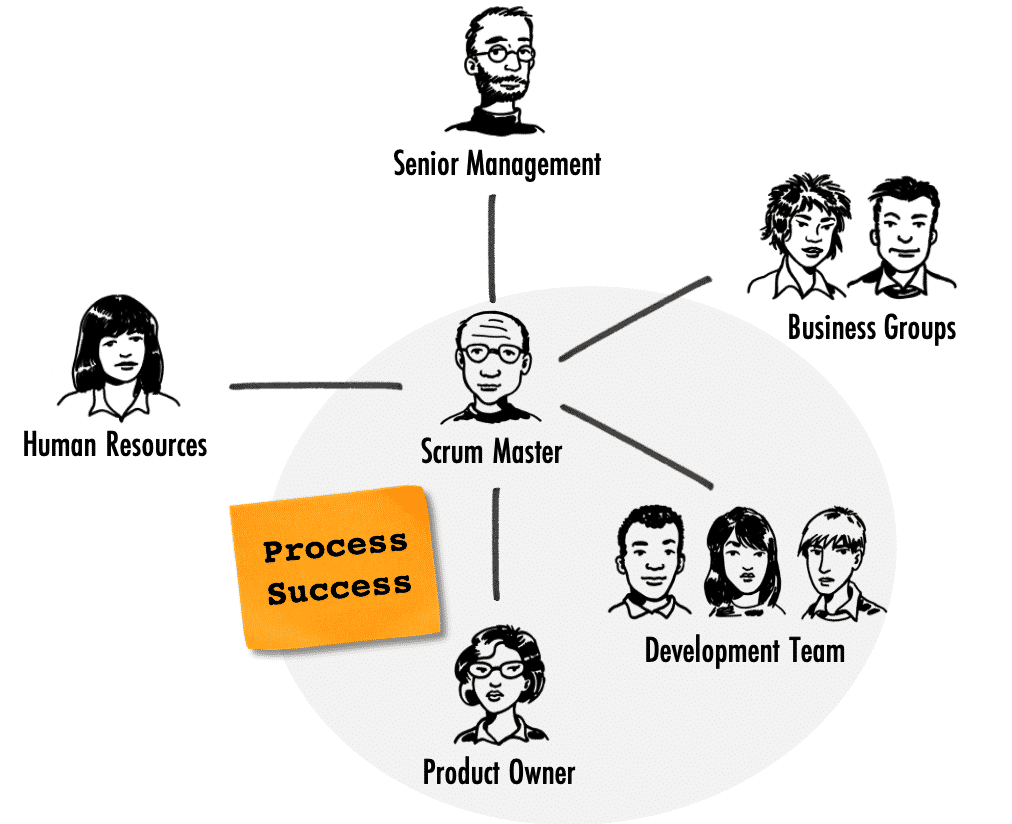 Senior Management
Business Groups
Human Resources
Scrum Master
Process
Success
Development Team
Product Owner